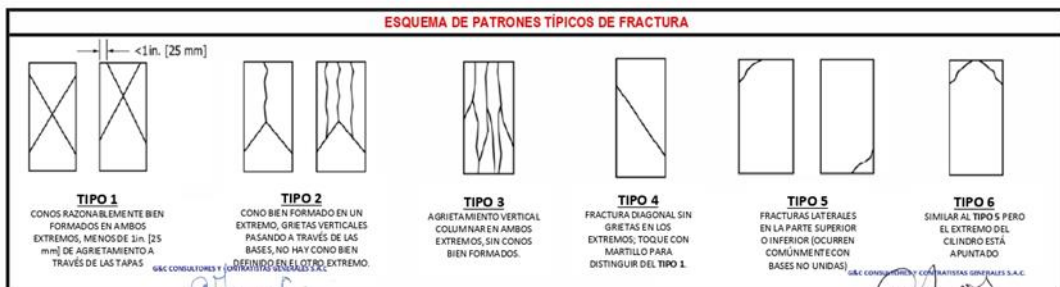 ESQUEMA DE PATRONES TÍPICOS DE FRACTURA
<1in. [25 mm]
TIPO 1
CONOS RAZONABLEMENTE BIEN
FORMADOS EN AMBOS
EXTREMOS, MENOS DE 1in. [25
mm] DE AGRIETAMIENTO A
TRAVÉS DE LAS TAPAS
TIPO 2
CONO BIEN FORMADO EN UN
EXTREMO, GRIETAS VERTICALES
PASANDO A TRAVÉS DE LAS
BASES, NO HAY CONO BIEN
DEFINIDO EN EL OTRO EXTREMO.
TIPO 3
AGRIETAMIENTO VERTICAL
COLUMNAR EN AMBOS
EXTREMOS, SIN CONOS
BIEN FORMADOS.
TIPO 4
FRACTURA DIAGONAL SIN
GRIETAS EN LOS
EXTREMOS; TOQUE CON
MARTILLO PARA
DISTINGUIR DEL TIPO 1.
TIPO 5
FRACTURAS LATERALES
EN LA PARTE SUPERIOR
O INFERIOR (OCURREN
COMÚNMENTE CON
BASES NO UNIDAS)
TIPO 6
SIMILAR AL TIPO 5 PERO
EL EXTREMO DEL
CILINDRO ESTÁ
APUNTADO
G&C CONSULTORES Y CONTRATISTAS GENERALES S.A.C
G&C CONSULTORES Y CONTRATISTAS GENERALES S.A.C.